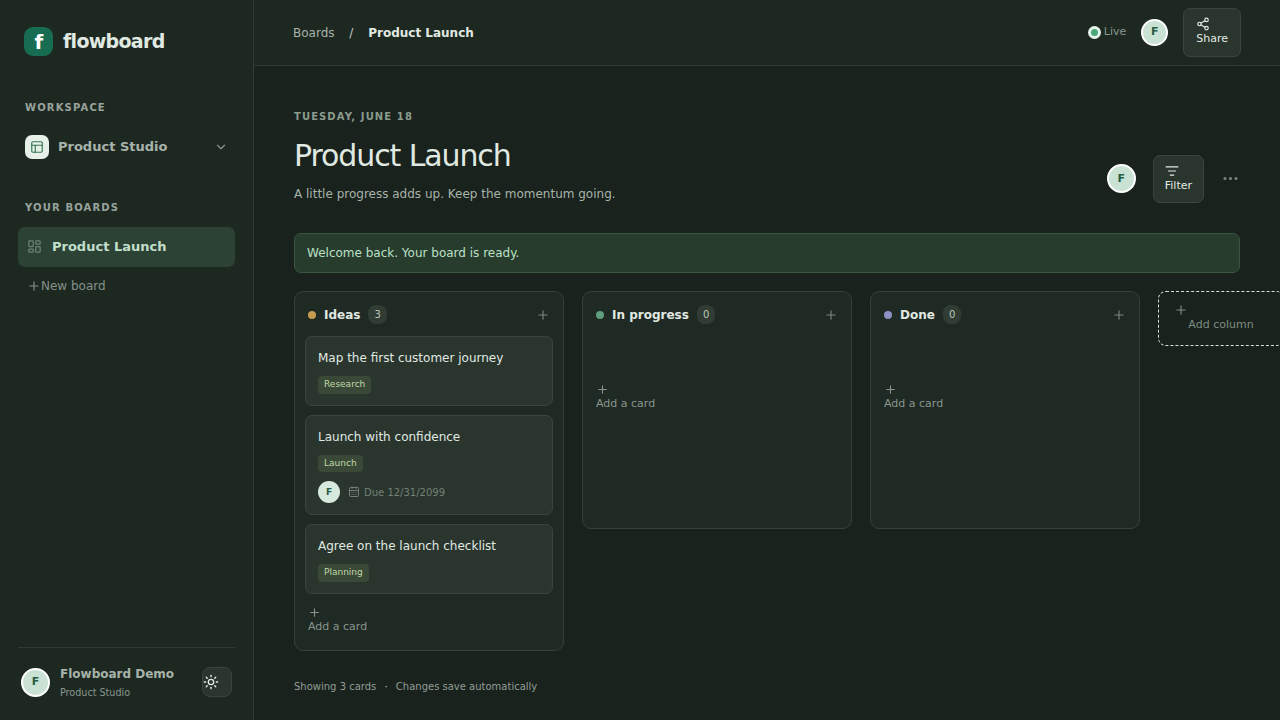 f flowboard
WORKSPACE
Product Studio
YOUR BOARDS
Product Launch
New board
F Flowboard Demo
Product Studio
Boards / Product Launch
Live
F
Share
TUESDAY, JUNE 18
Product Launch
A little progress adds up. Keep the momentum going.
F
Filter
Welcome back. Your board is ready.
Ideas 3
Map the first customer journey
Research
Launch with confidence
Launch
F Due 12/31/2099
Agree on the launch checklist
Planning
Add a card
In progress 0
Add a card
Done 0
Add a card
Add column
Showing 3 cards · Changes save automatically